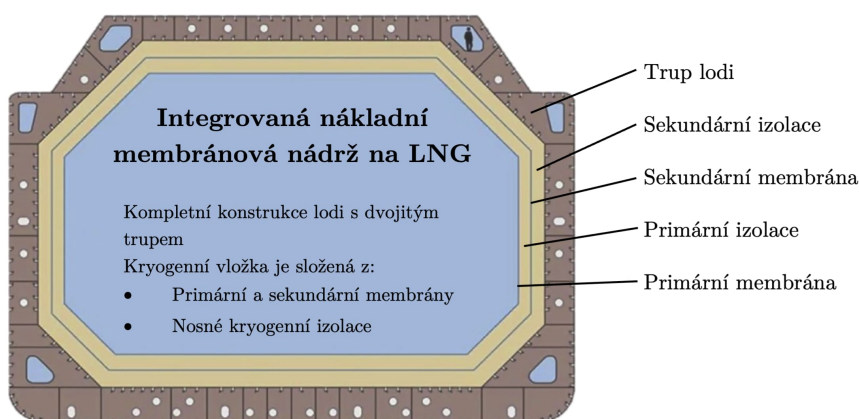 Integrovaná nákladní
membránová nádrž na LNG
Kompletní konstrukce lodi s dvojitým
trupem
Kryogenní vložka je složená z:
• Primární a sekundární membrány
• Nosné kryogenní izolace
Trup lodi
Sekundární izolace
Sekundární membrána
Primární izolace
Primární membrána